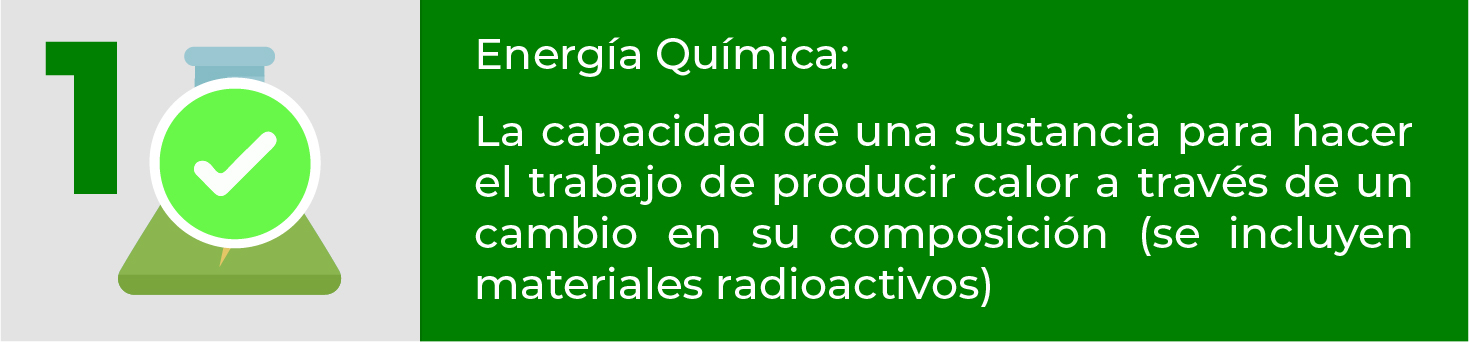 1
Energía Química:
La capacidad de una sustancia para hacer
el trabajo de producir calor a través de un
cambio en su composición (se incluyen
materiales radioactivos)